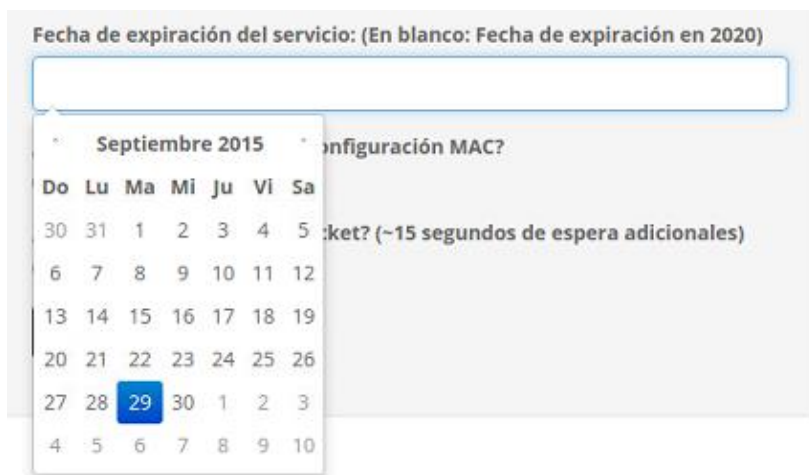 Fecha de expiración del servicio: (En blanco: Fecha de expiración en 2020)
Septiembre 2015
onfiguración MAC?
Do Lu Ma Mi Ju Vi Sa
30 31 1 2 3 4 5
cket? (~15 segundos de espera adicionales)
6 7 8 9 10 11 12
13 14 15 16 17 18 19
20 21 22 23 24 25 26
27 28 29 30 1 2 3
4 5 6 7 8 9 10